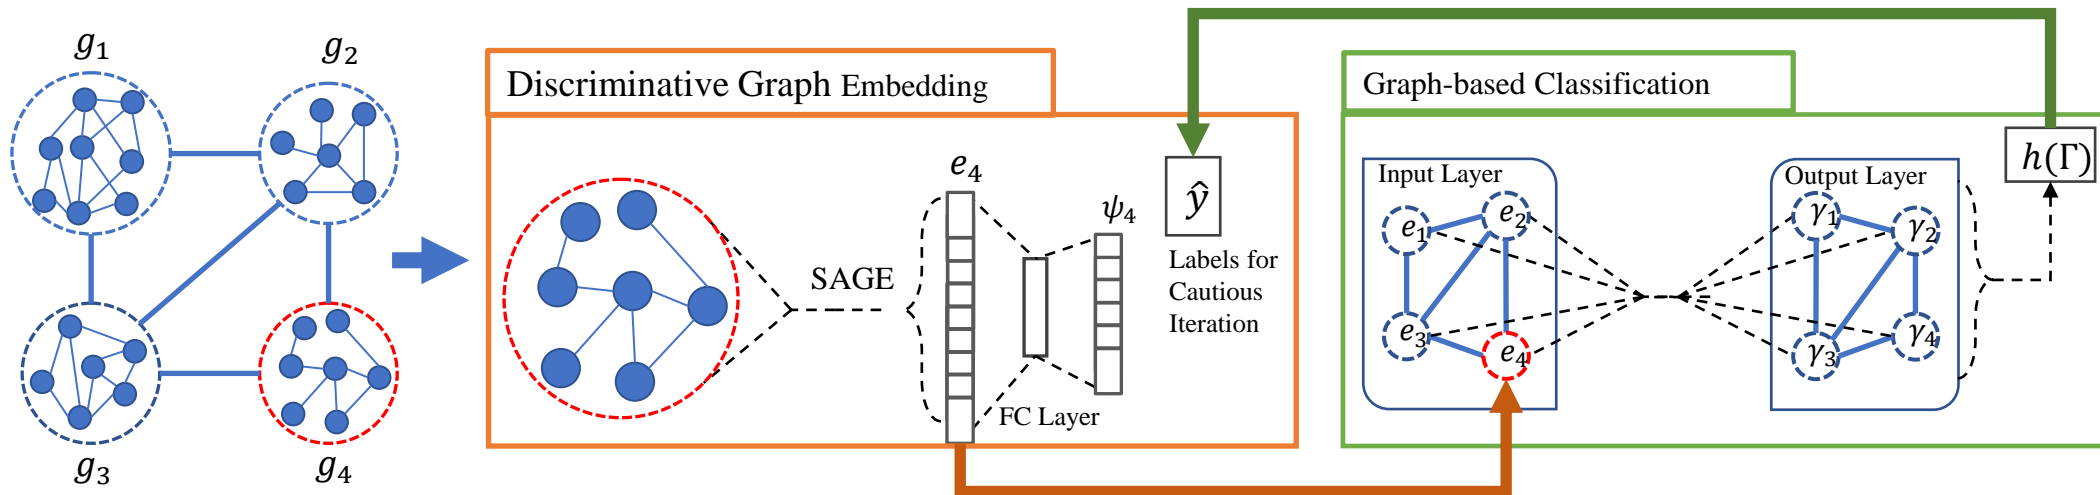 g₁
g₂
g₃
g₄
Discriminative Graph Embedding
SAGE
e₄
FC Layer
ψ₄
ŷ
Labels for
Cautious
Iteration
Graph-based Classification
Input Layer
e₁
e₂
e₃
e₄
Output Layer
γ₁
γ₂
γ₃
γ₄
h(Γ)